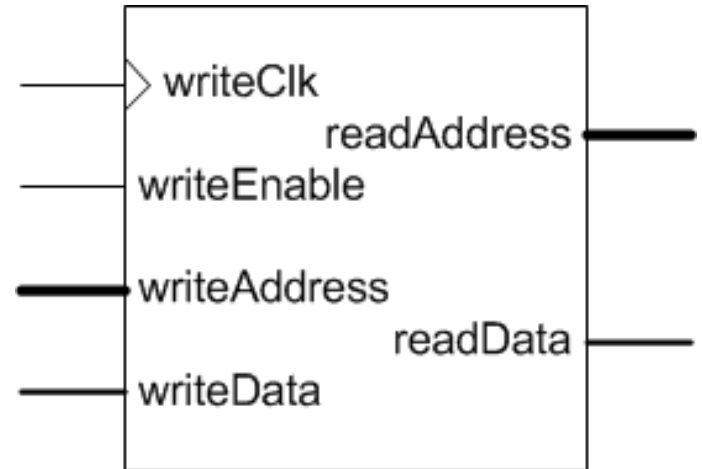 writeClk
readAddress
writeEnable
writeAddress
readData
writeData